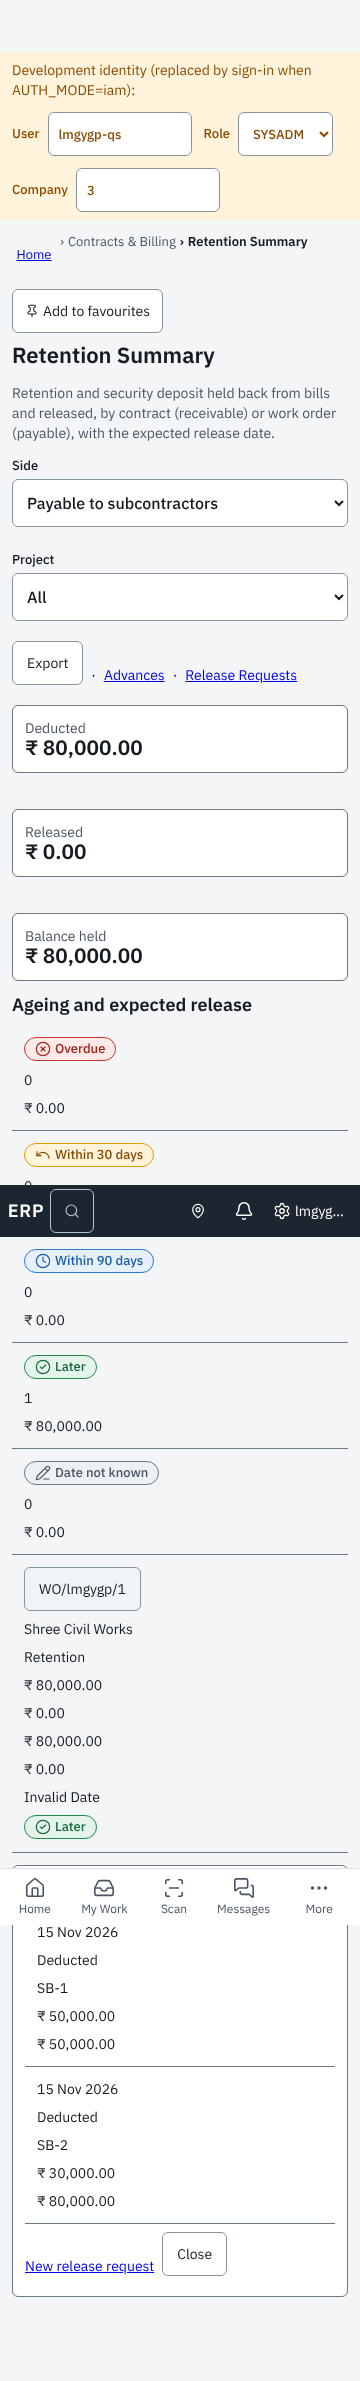 Development identity (replaced by sign-in when
AUTH_MODE=iam):
User lmgygp-qs Role SYSADM
Company 3
Home › Contracts & Billing › Retention Summary
Add to favourites
Retention Summary
Retention and security deposit held back from bills
and released, by contract (receivable) or work order
(payable), with the expected release date.
Side
Payable to subcontractors
Project
All
Export · Advances · Release Requests
Deducted
₹ 80,000.00
Released
₹ 0.00
Balance held
₹ 80,000.00
Ageing and expected release
Overdue
0
₹ 0.00
Within 30 days
ERP lmgyg...
Within 90 days
0
₹ 0.00
Later
1
₹ 80,000.00
Date not known
0
₹ 0.00
WO/lmgygp/1
Shree Civil Works
Retention
₹ 80,000.00
₹ 0.00
₹ 80,000.00
₹ 0.00
Invalid Date
Later
Home My Work Scan Messages More
15 Nov 2026
Deducted
SB-1
₹ 50,000.00
₹ 50,000.00
15 Nov 2026
Deducted
SB-2
₹ 30,000.00
₹ 80,000.00
New release request Close